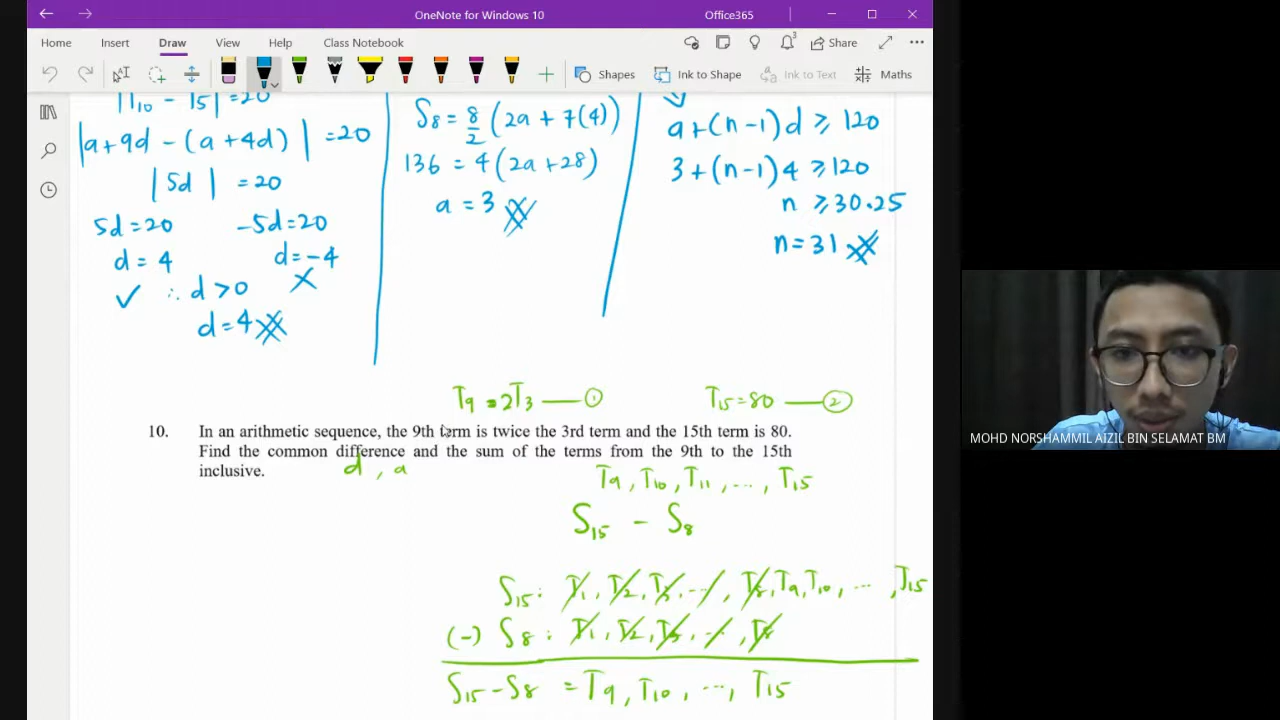 OneNote for Windows 10
Office365
Home Insert Draw View Help Class Notebook
3
Share
Shapes Ink to Shape Ink to Text Maths
|T10 - 15| = 20
|a+9d - (a+4d)| = 20
|5d| = 20
5d = 20 -5d = 20
d = 4 d = -4
✓ ∴ d > 0 ✗
d = 4
S8 = 8/2 (2a + 7(4))
136 = 4(2a+28)
a = 3
a+(n-1)d ≥ 120
3+(n-1)4 ≥ 120
n ≥ 30.25
n = 31
T9 = 2T3 —— ①
T15 = 80 —— ②
10. In an arithmetic sequence, the 9th term is twice the 3rd term and the 15th term is 80.
Find the common difference and the sum of the terms from the 9th to the 15th
inclusive.
d , a
T9, T10, T11, ..., T15
S15 - S8
S15: T1, T2, T3, ..., T8, T9, T10, ..., T15
(-) S8: T1, T2, T3, ..., T8
S15 - S8 = T9, T10, ..., T15
MOHD NORSHAMMIL AIZIL BIN SELAMAT BM